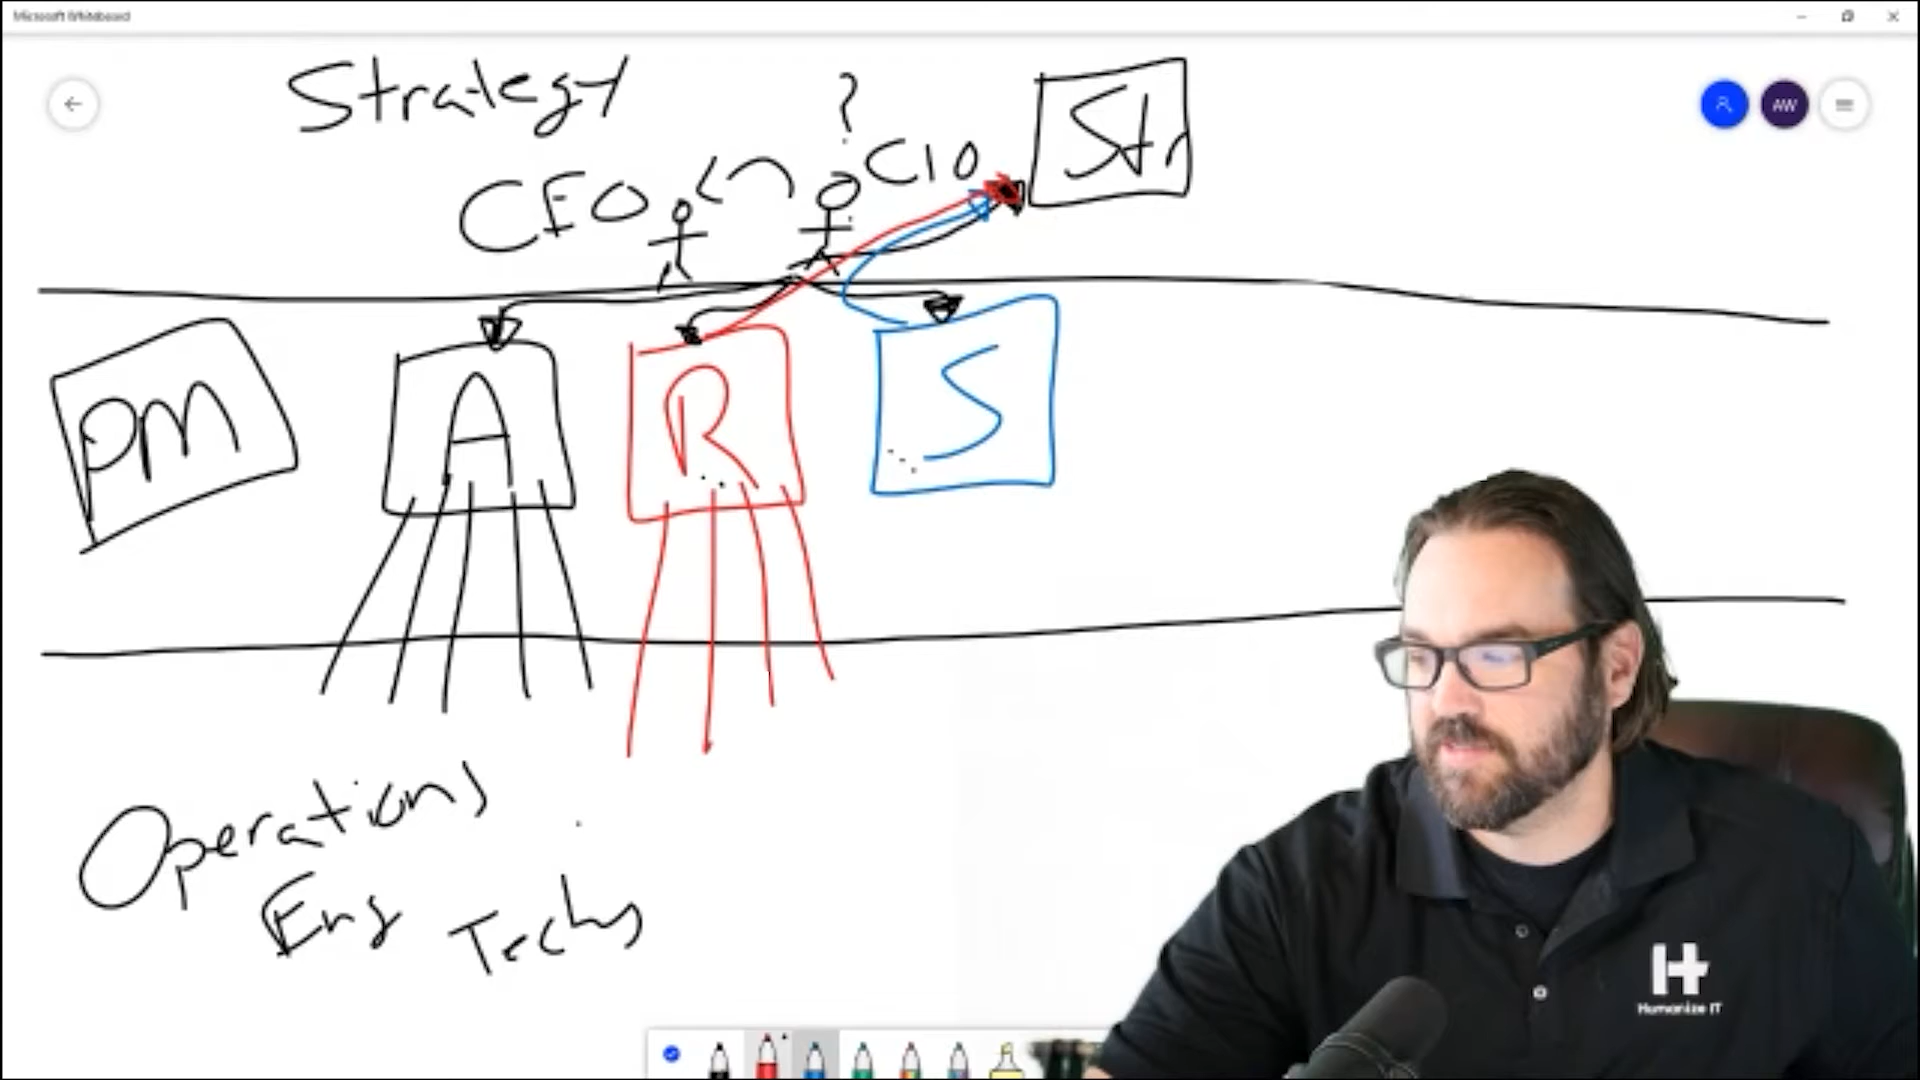 Microsoft Whiteboard
AW
Strategy
?
Str
CEO
CIO
PM
A
R
S
Operations
Eng
Techs
H
Humanize IT